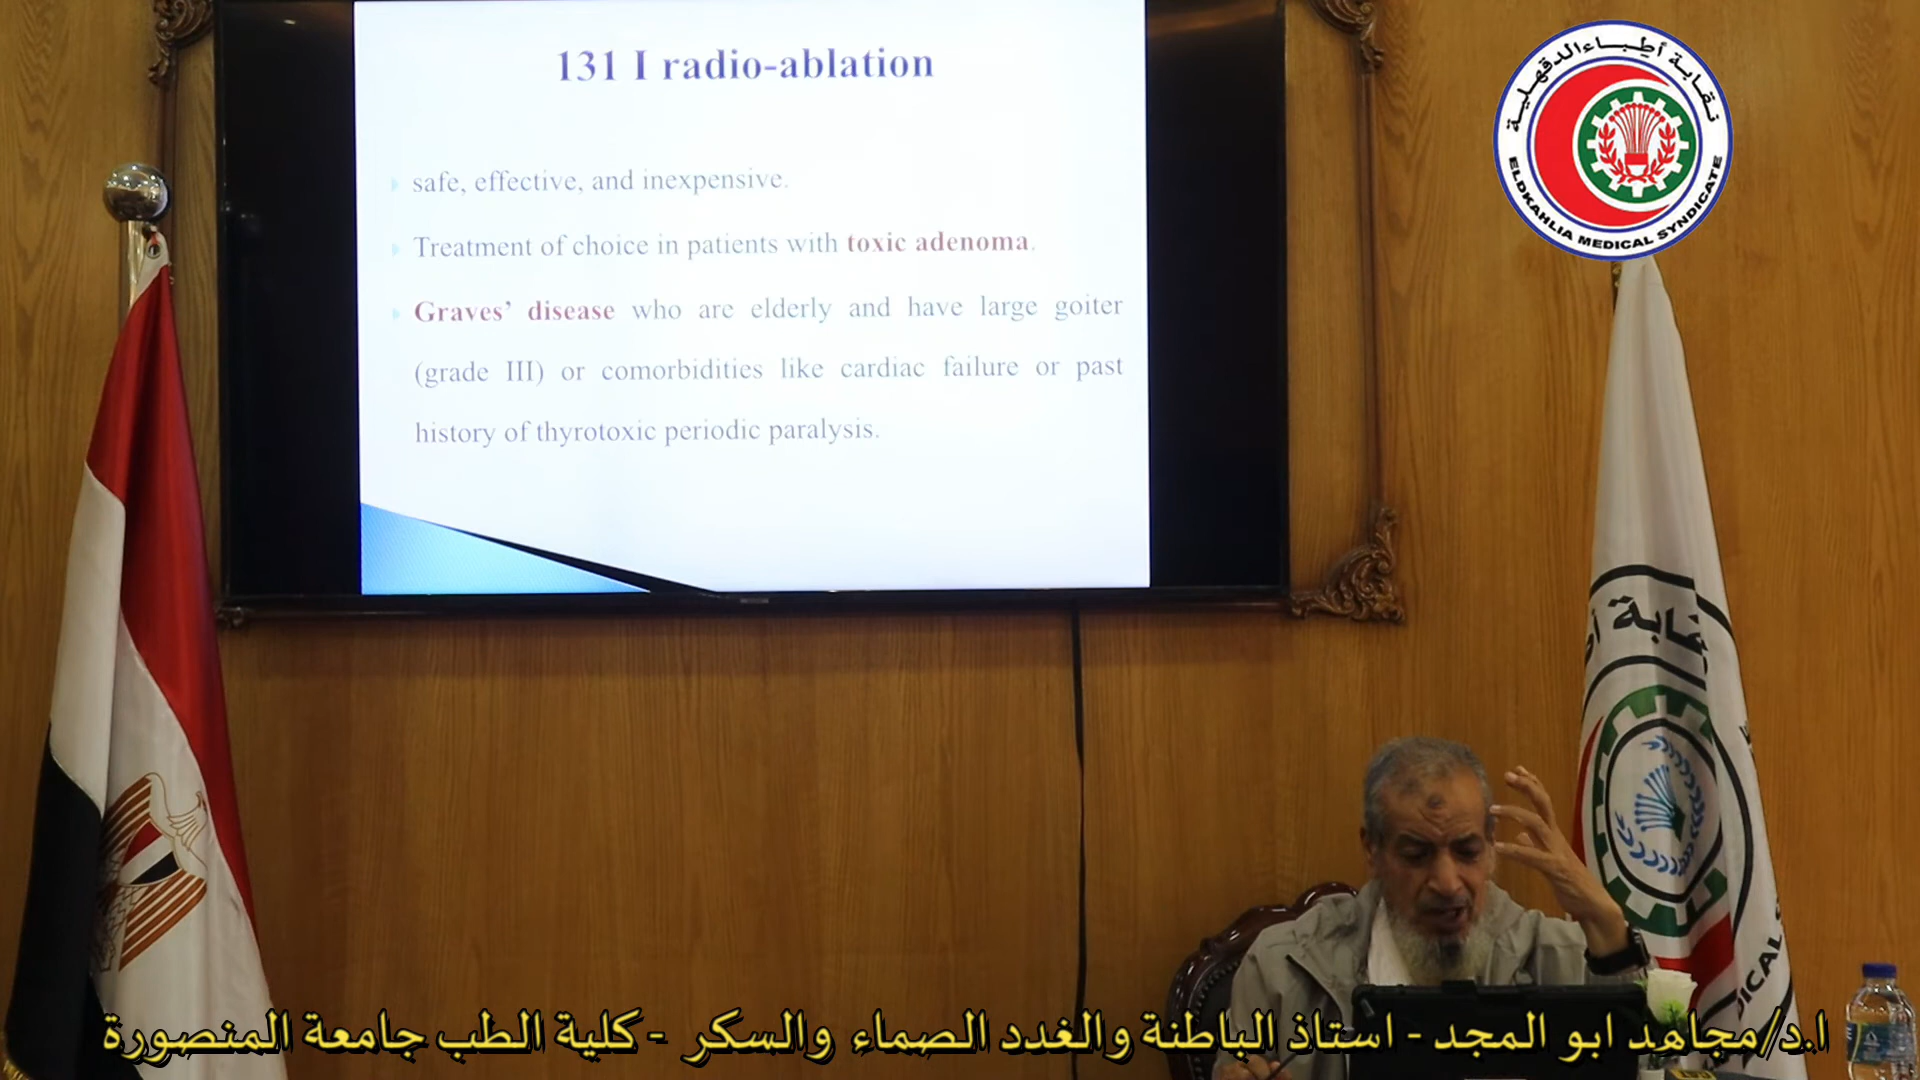 131 I radio-ablation
safe, effective, and inexpensive.
Treatment of choice in patients with toxic adenoma.
Graves’ disease who are elderly and have large goiter
(grade III) or comorbidities like cardiac failure or past
history of thyrotoxic periodic paralysis.
نقابة أطباء الدقهلية
ELDKAHLIA MEDICAL SYNDICATE
ا.د/مجاهد ابو المجد - استاذ الباطنة والغدد الصماء والسكر - كلية الطب جامعة المنصورة